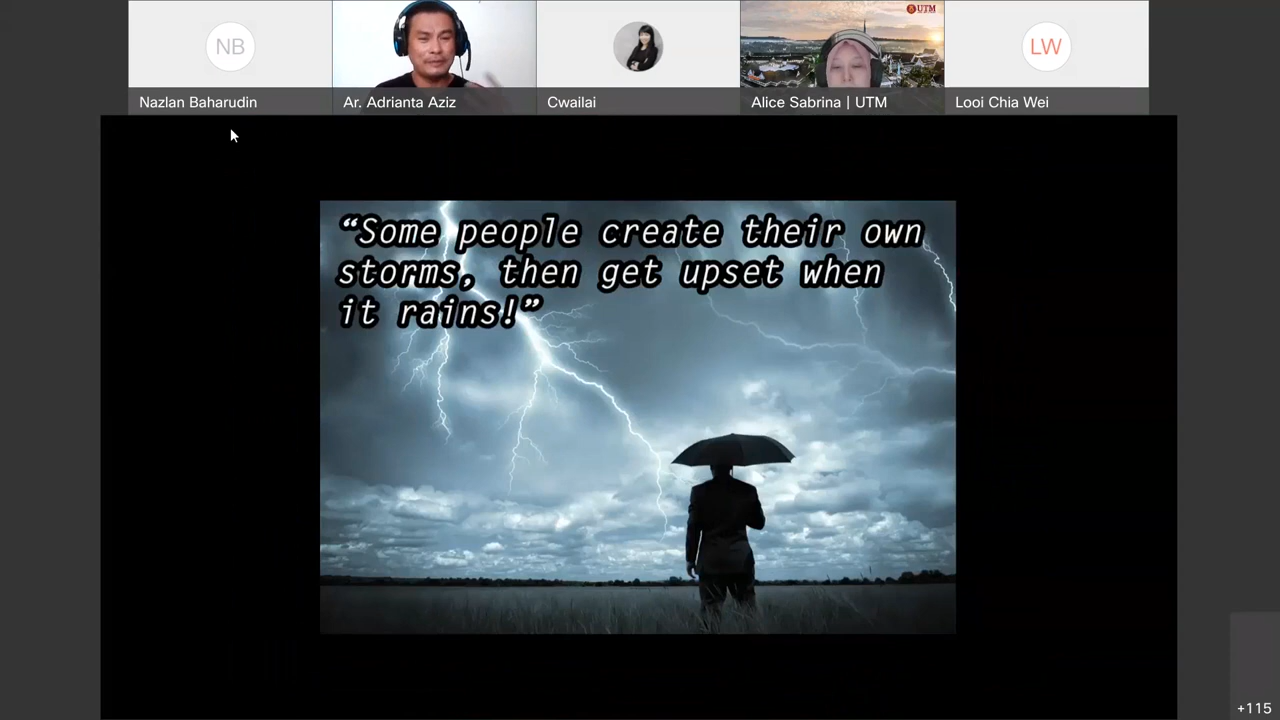 NB
LW
UTM
Nazlan Baharudin
Ar. Adrianta Aziz
Cwailai
Alice Sabrina | UTM
Looi Chia Wei
“Some people create their own
storms, then get upset when
it rains!”
+115